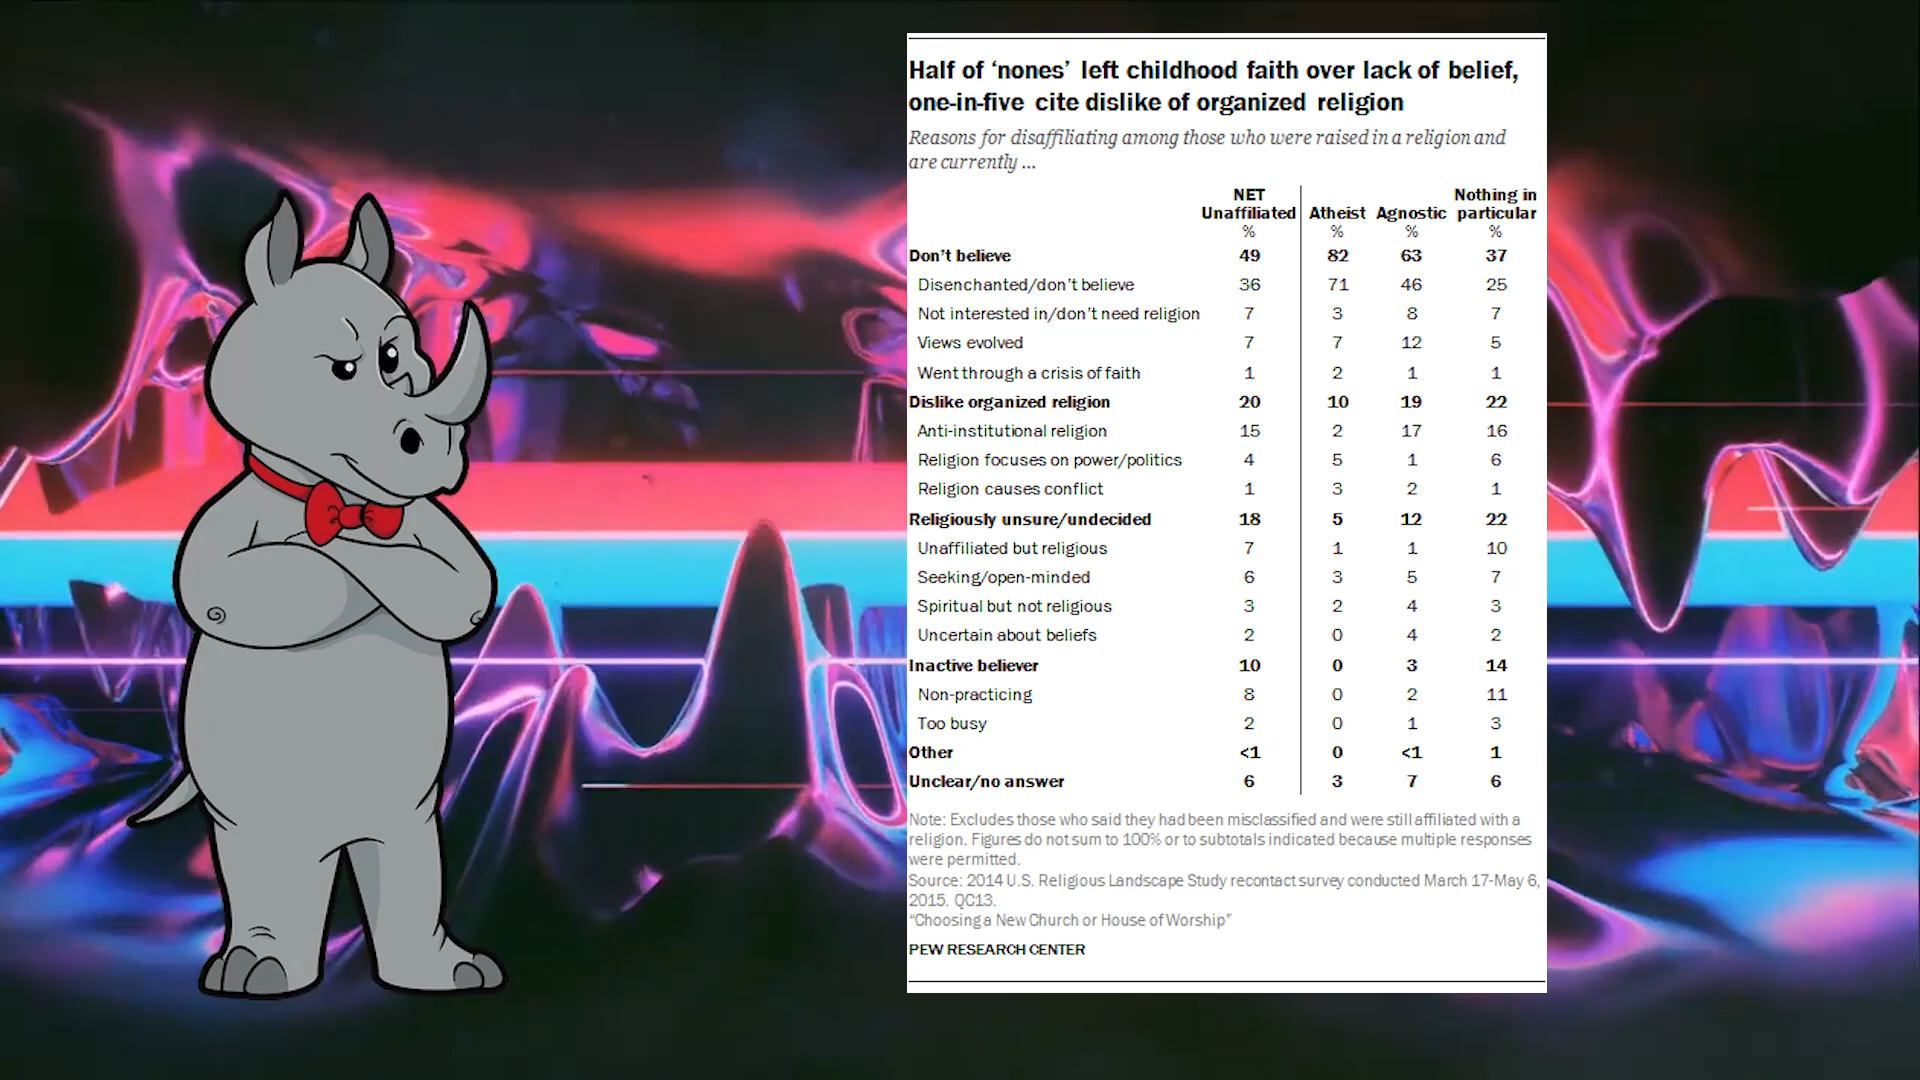 Half of ‘nones’ left childhood faith over lack of belief,
one-in-five cite dislike of organized religion
Reasons for disaffiliating among those who were raised in a religion and
are currently ...
NET Unaffiliated Atheist Agnostic Nothing in particular
% % % %
Don’t believe 49 82 63 37
Disenchanted/don’t believe 36 71 46 25
Not interested in/don’t need religion 7 3 8 7
Views evolved 7 7 12 5
Went through a crisis of faith 1 2 1 1
Dislike organized religion 20 10 19 22
Anti-institutional religion 15 2 17 16
Religion focuses on power/politics 4 5 1 6
Religion causes conflict 1 3 2 1
Religiously unsure/undecided 18 5 12 22
Unaffiliated but religious 7 1 1 10
Seeking/open-minded 6 3 5 7
Spiritual but not religious 3 2 4 3
Uncertain about beliefs 2 0 4 2
Inactive believer 10 0 3 14
Non-practicing 8 0 2 11
Too busy 2 0 1 3
Other <1 0 <1 1
Unclear/no answer 6 3 7 6
Note: Excludes those who said they had been misclassified and were still affiliated with a
religion. Figures do not sum to 100% or to subtotals indicated because multiple responses
were permitted.
Source: 2014 U.S. Religious Landscape Study recontact survey conducted March 17-May 6,
2015. QC13.
“Choosing a New Church or House of Worship”
PEW RESEARCH CENTER